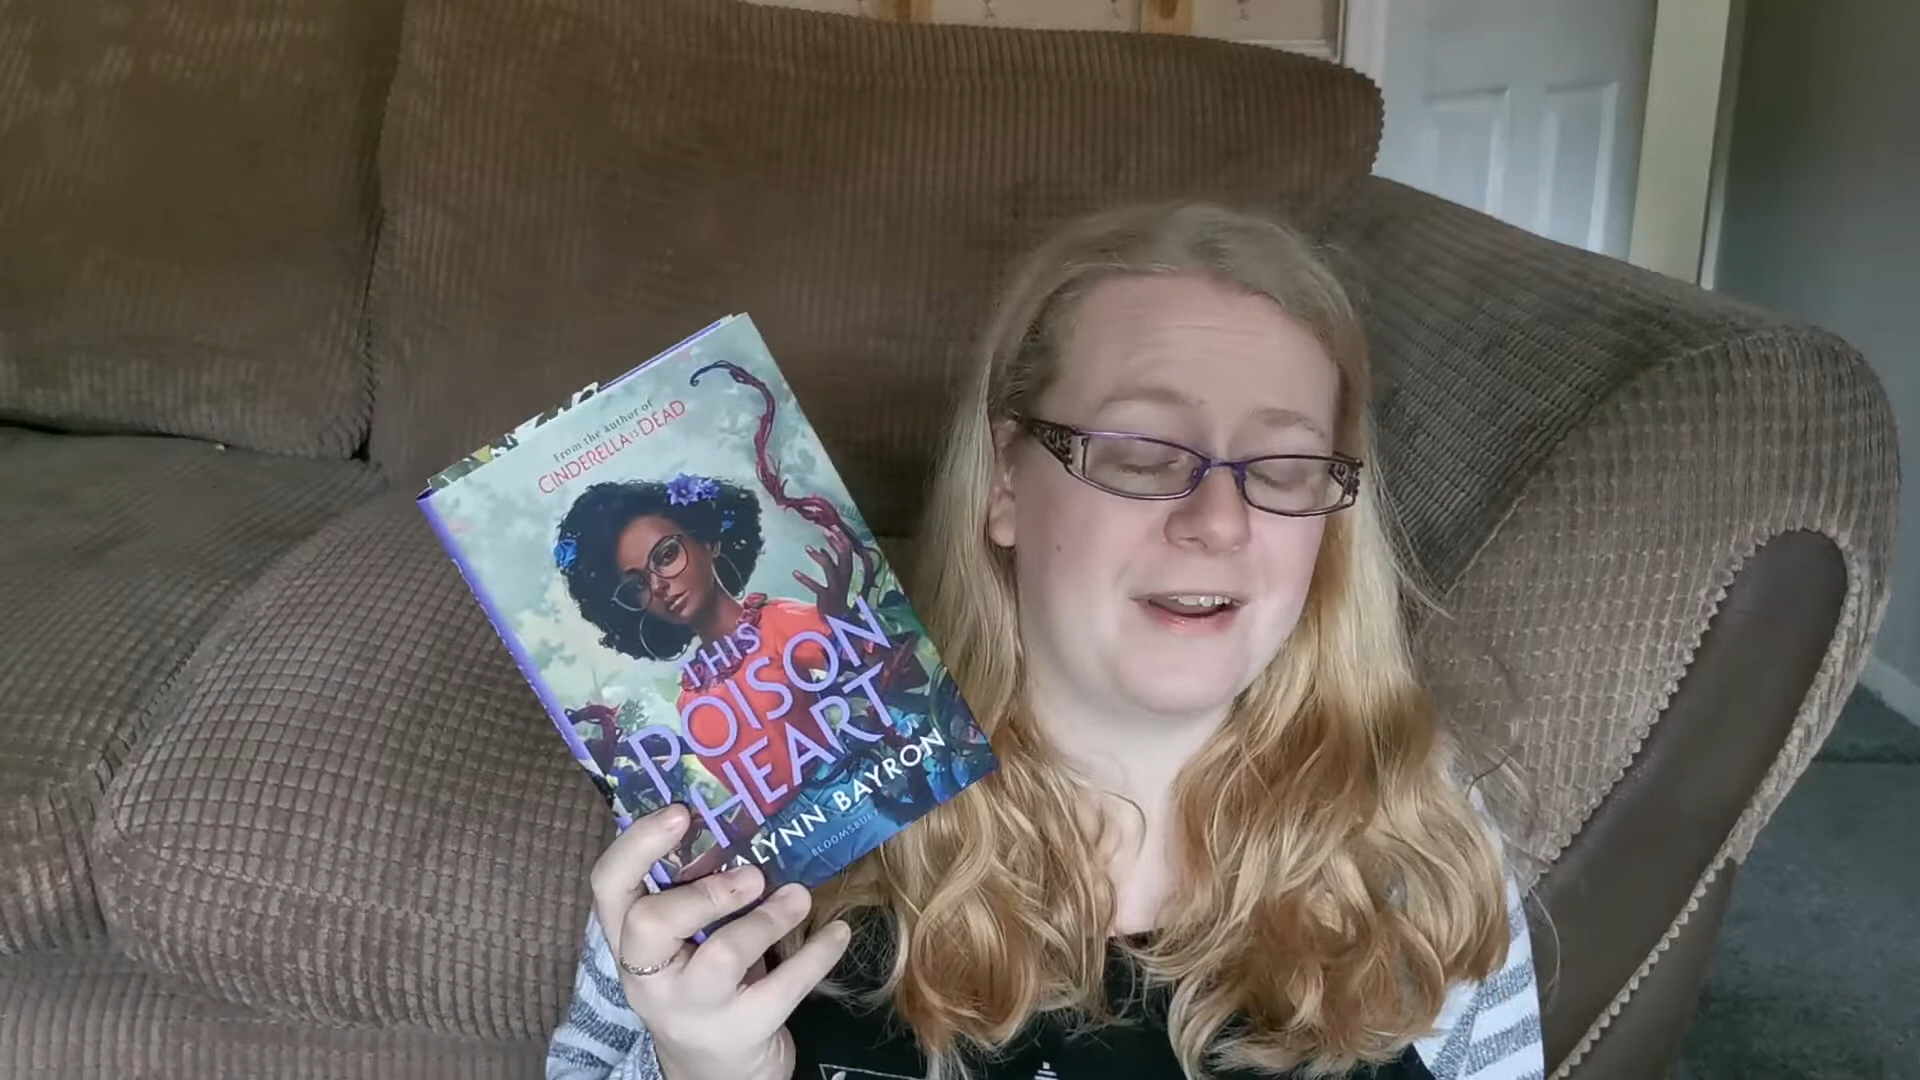 From the author of
CINDERELLA IS DEAD
THIS
POISON
HEART
KALYNN BAYRON
BLOOMSBURY